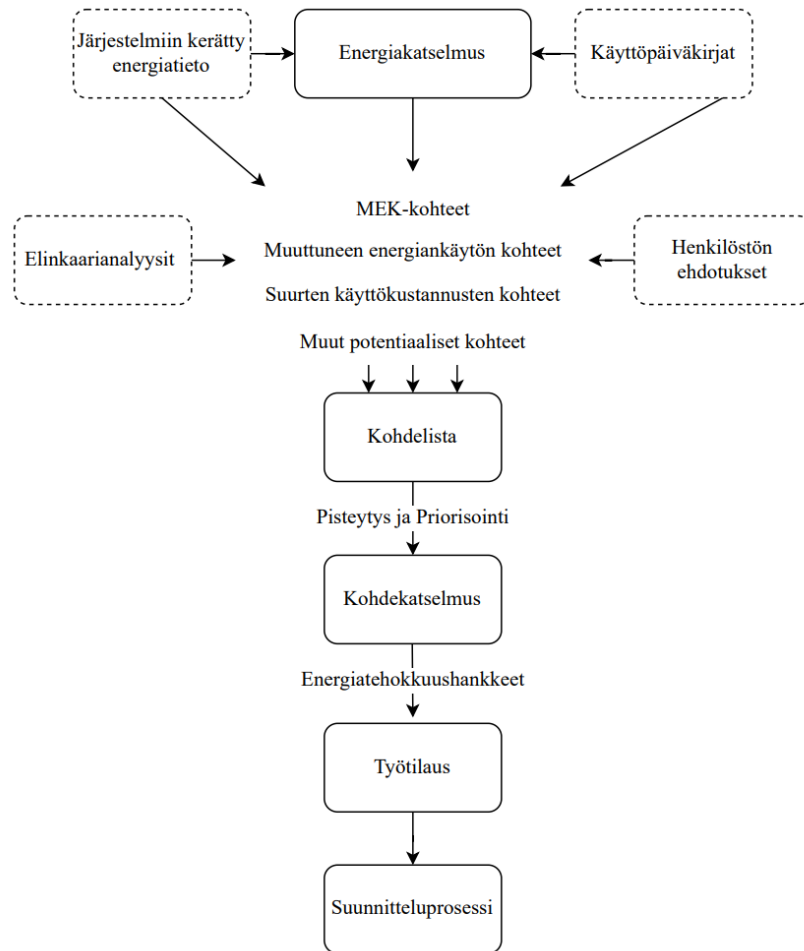 Järjestelmiin kerätty
energiatieto
Energiakatselmus
Käyttöpäiväkirjat
MEK-kohteet
Muuttuneen energiankäytön kohteet
Suurten käyttökustannusten kohteet
Muut potentiaaliset kohteet
Elinkaarianalyysit
Henkilöstön
ehdotukset
Kohdelista
Pisteytys ja Priorisointi
Kohdekatselmus
Energiatehokkuushankkeet
Työtilaus
Suunnitteluprosessi